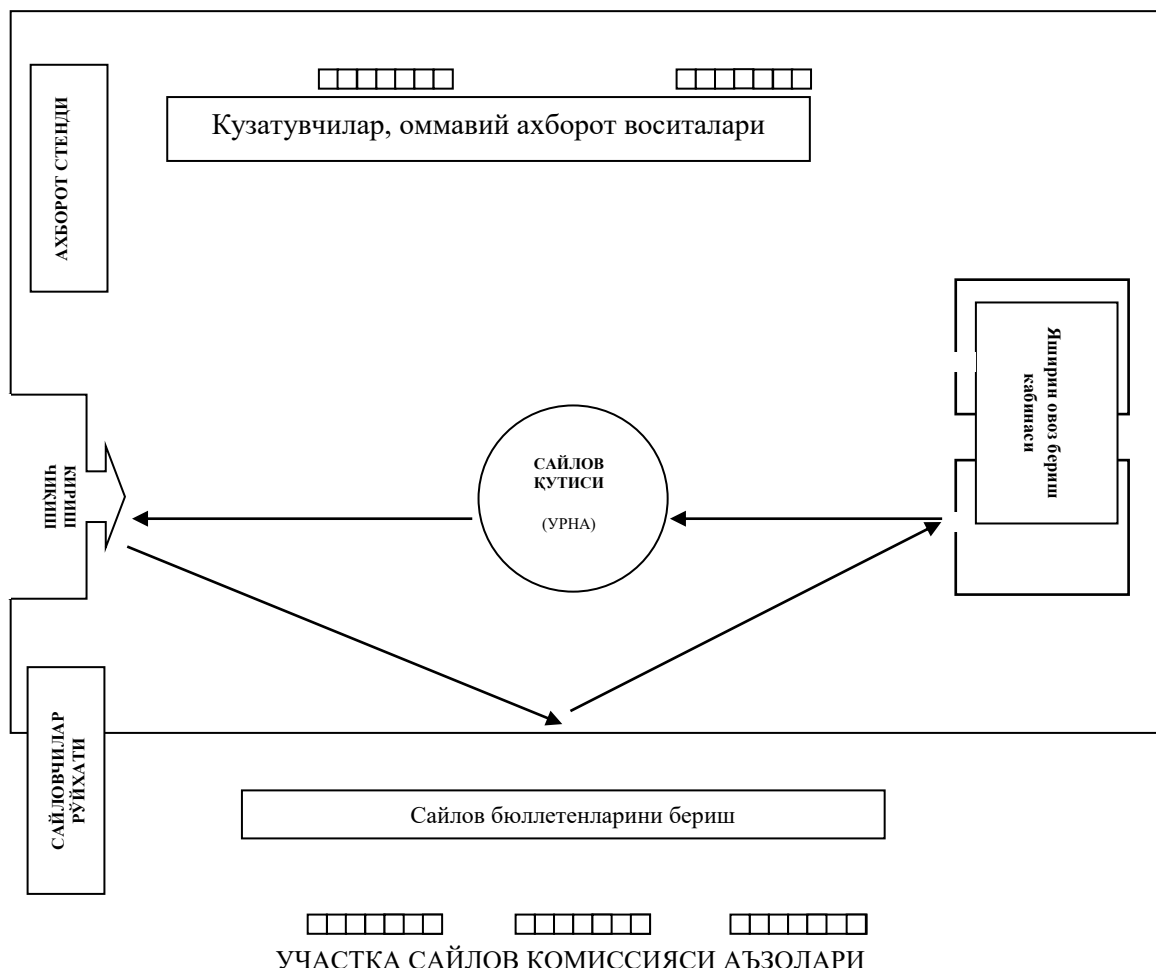 АХБОРОТ СТЕНДИ
Кузатувчилар, оммавий ахборот воситалари
Яширин овоз бериш
кабинаси
САЙЛОВ
ҚУТИСИ
(УРНА)
КИРИШ
ЧИҚИШ
САЙЛОВЧИЛАР
РЎЙХАТИ
Сайлов бюллетенларини бериш
УЧАСТКА САЙЛОВ КОМИССИЯСИ АЪЗОЛАРИ